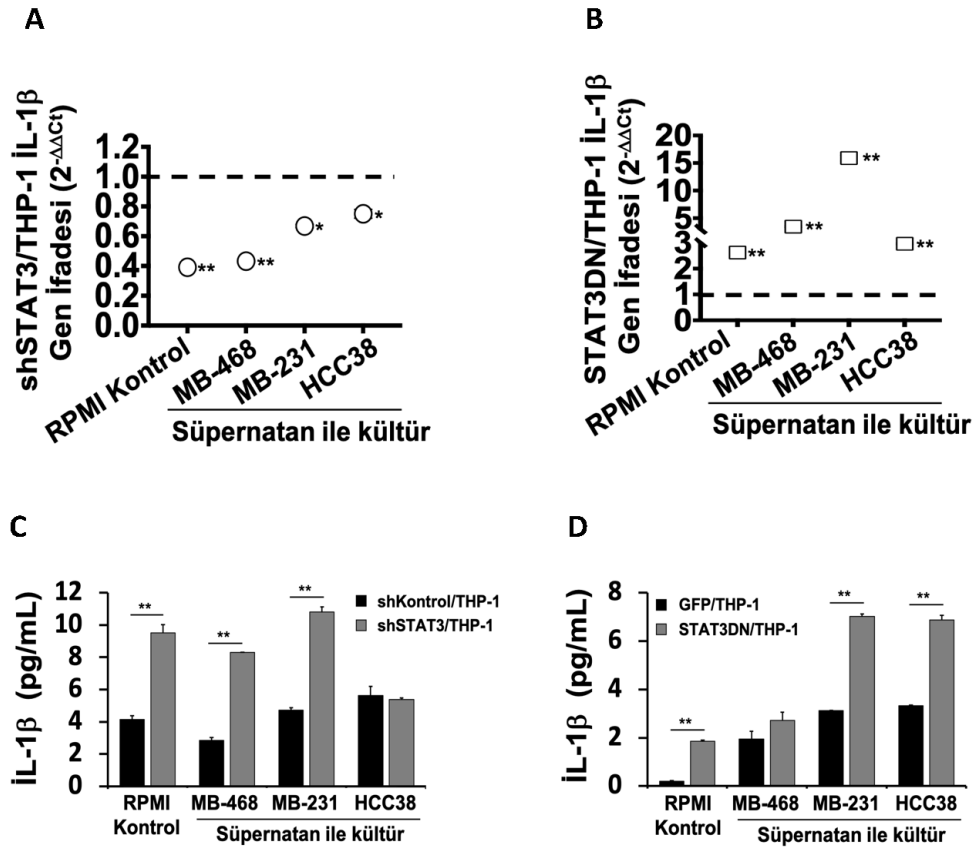 A
shSTAT3/THP-1 İL-1β
Gen İfadesi (2-ΔΔCt)
1.2
1.0
0.8
0.6
0.4
0.2
0.0
**
**
*
*
RPMI Kontrol
MB-468
MB-231
HCC38
Süpernatan ile kültür
B
STAT3DN/THP-1 İL-1β
Gen İfadesi (2-ΔΔCt)
20
15
10
5
3
2
1
0
**
**
**
**
RPMI Kontrol
MB-468
MB-231
HCC38
Süpernatan ile kültür
C
İL-1β (pg/mL)
12
10
8
6
4
2
0
**
**
**
shKontrol/THP-1
shSTAT3/THP-1
RPMI
Kontrol
MB-468
MB-231
HCC38
Süpernatan ile kültür
D
İL-1β (pg/mL)
8
6
4
2
0
**
**
**
GFP/THP-1
STAT3DN/THP-1
RPMI
Kontrol
MB-468
MB-231
HCC38
Süpernatan ile kültür